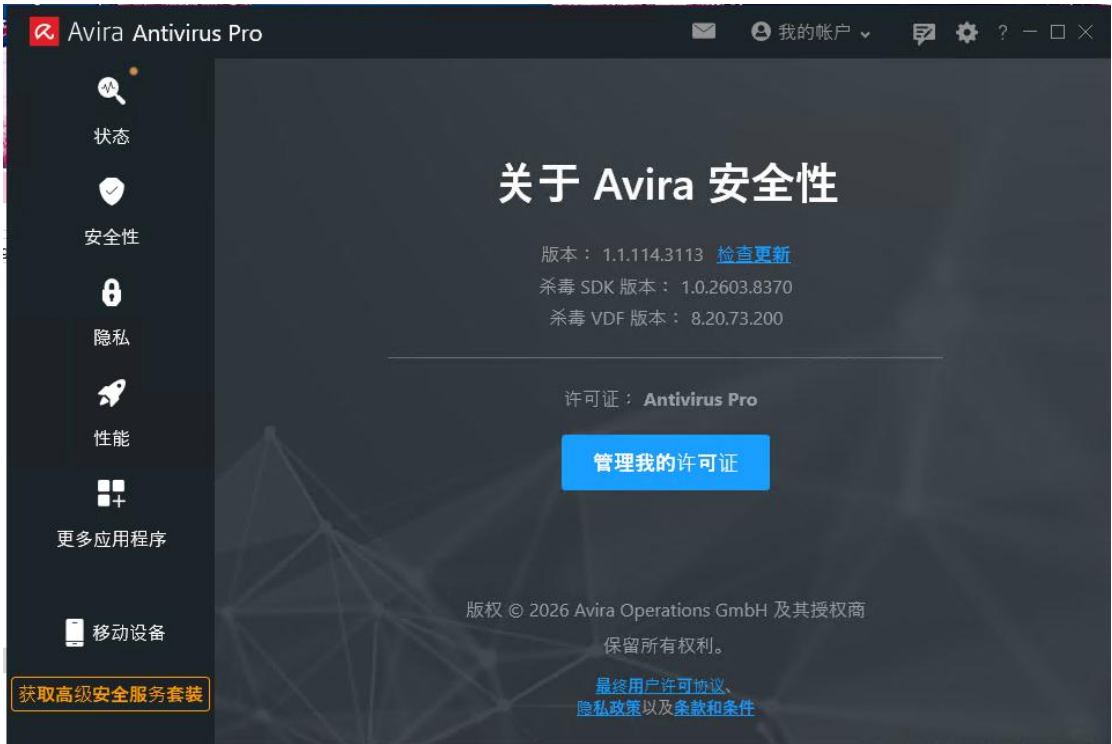 Avira Antivirus Pro
我的帐户
?
状态
安全性
隐私
性能
更多应用程序
移动设备
获取高级安全服务套装
关于 Avira 安全性
版本： 1.1.114.3113 检查更新
杀毒 SDK 版本： 1.0.2603.8370
杀毒 VDF 版本： 8.20.73.200
许可证： Antivirus Pro
管理我的许可证
版权 © 2026 Avira Operations GmbH 及其授权商
保留所有权利。
最终用户许可协议、
隐私政策以及条款和条件